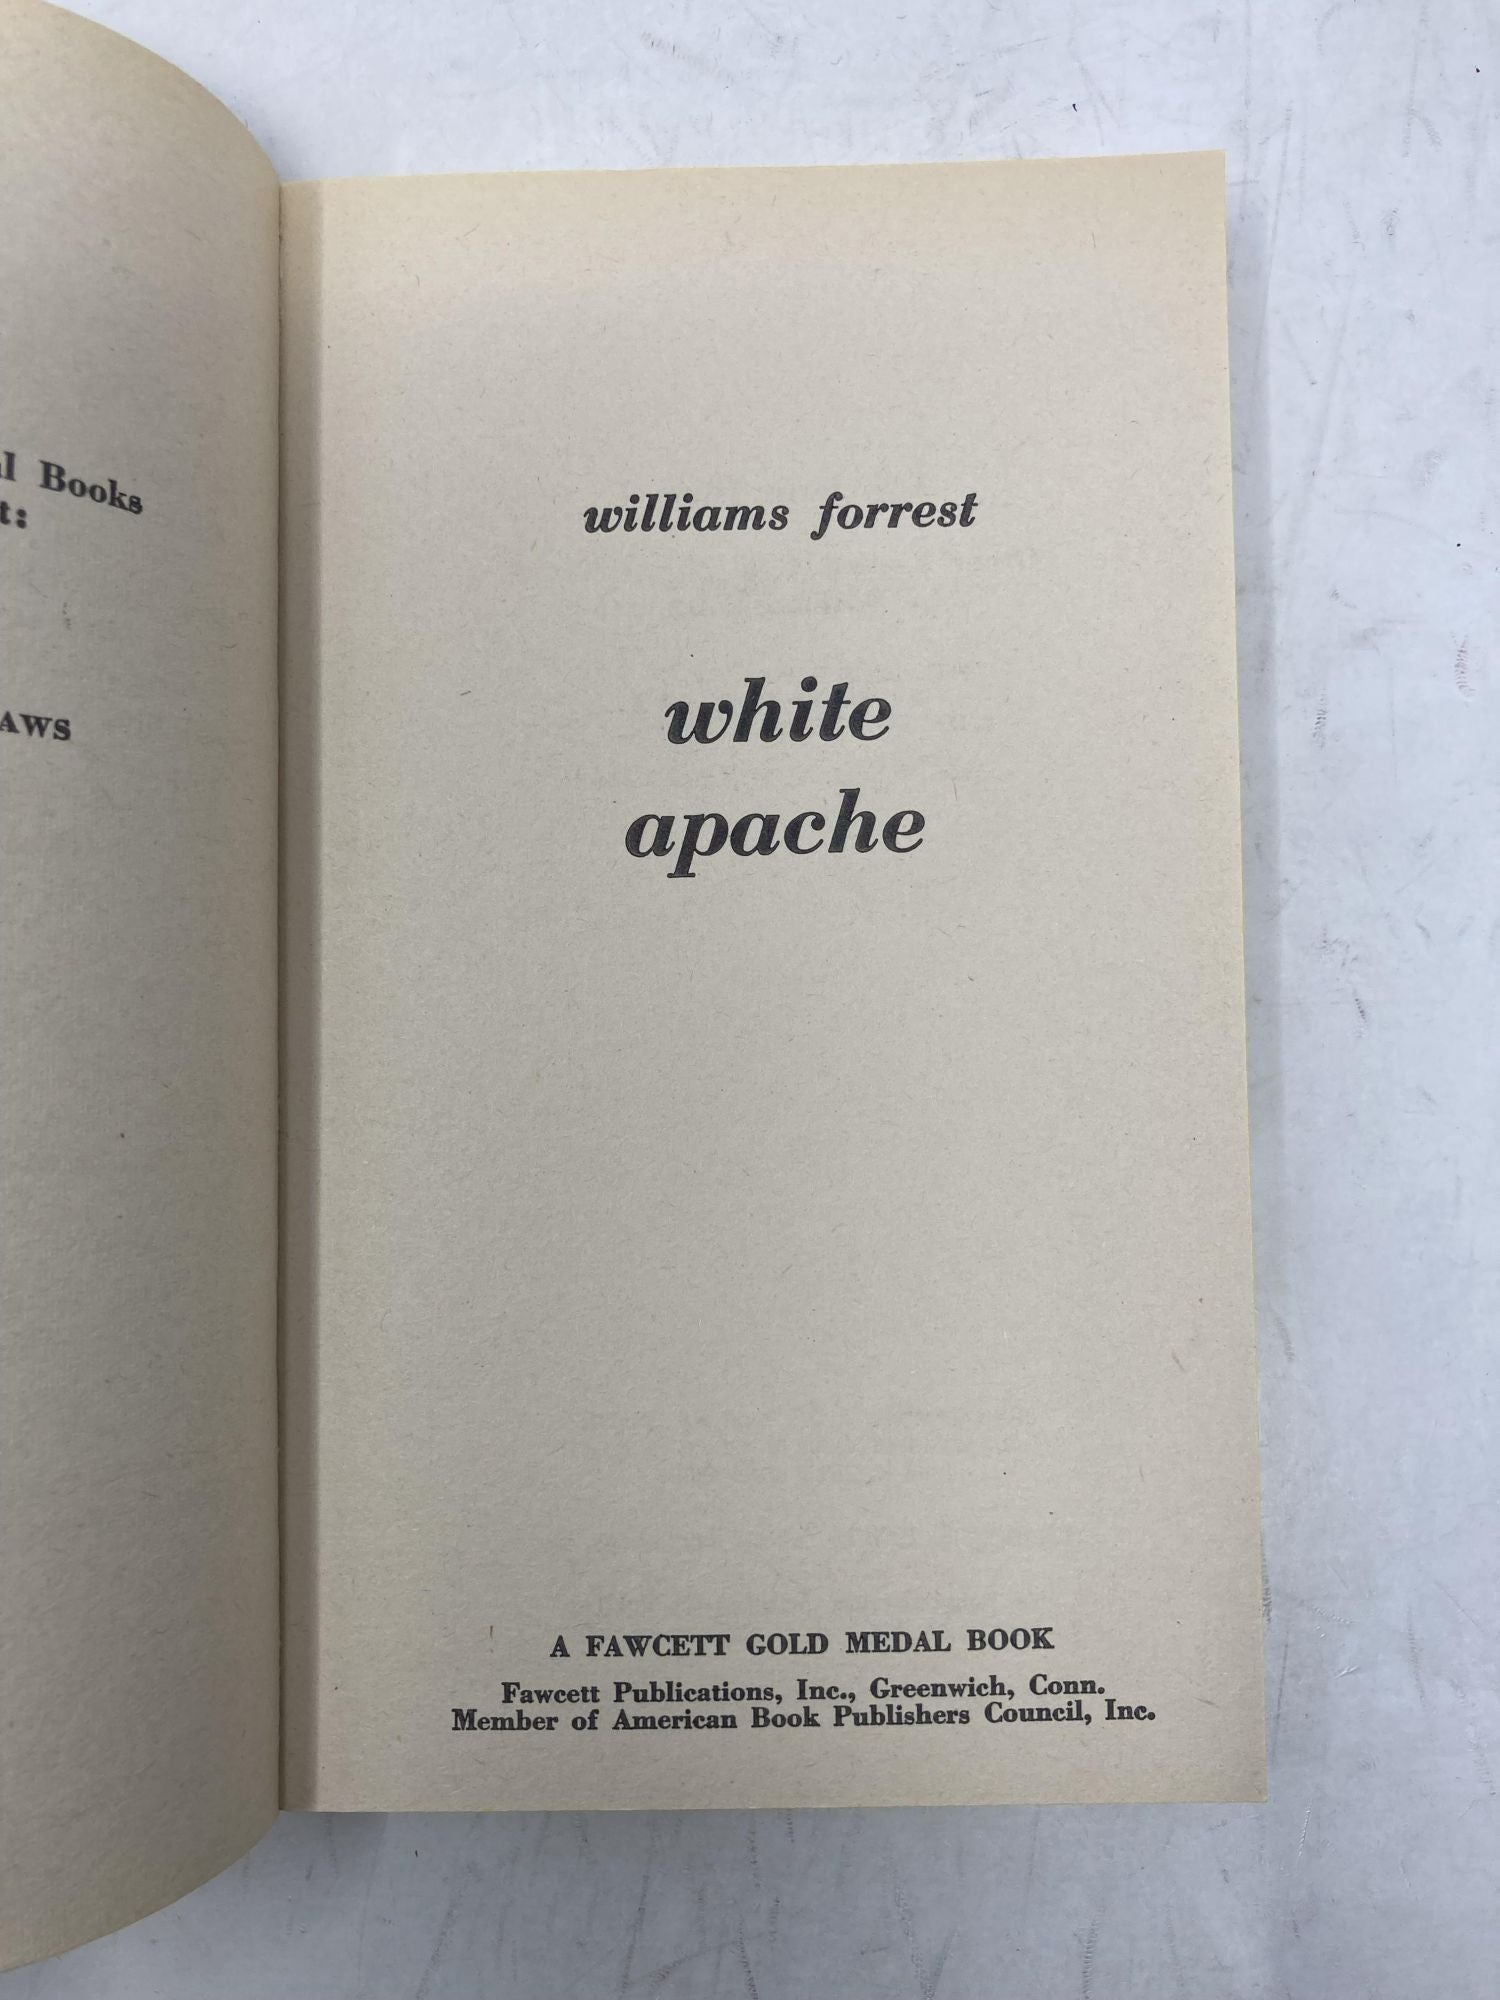 Books
AWS
williams forrest
white
apache
A FAWCETT GOLD MEDAL BOOK
Fawcett Publications, Inc., Greenwich, Conn.
Member of American Book Publishers Council, Inc.